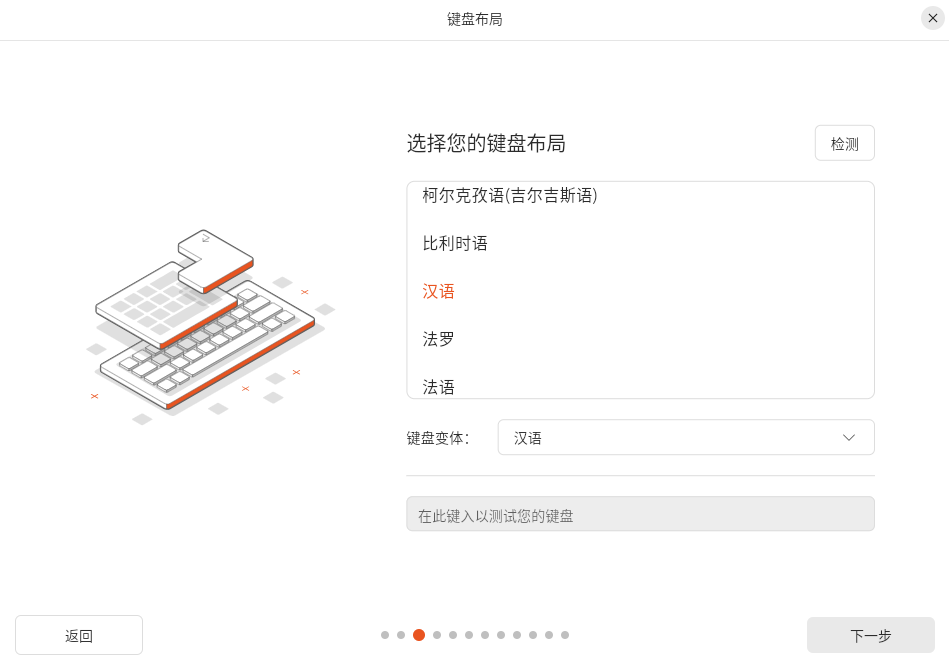 键盘布局
选择您的键盘布局
检测
柯尔克孜语(吉尔吉斯语)
比利时语
汉语
法罗
法语
键盘变体：
汉语
在此键入以测试您的键盘
返回
下一步